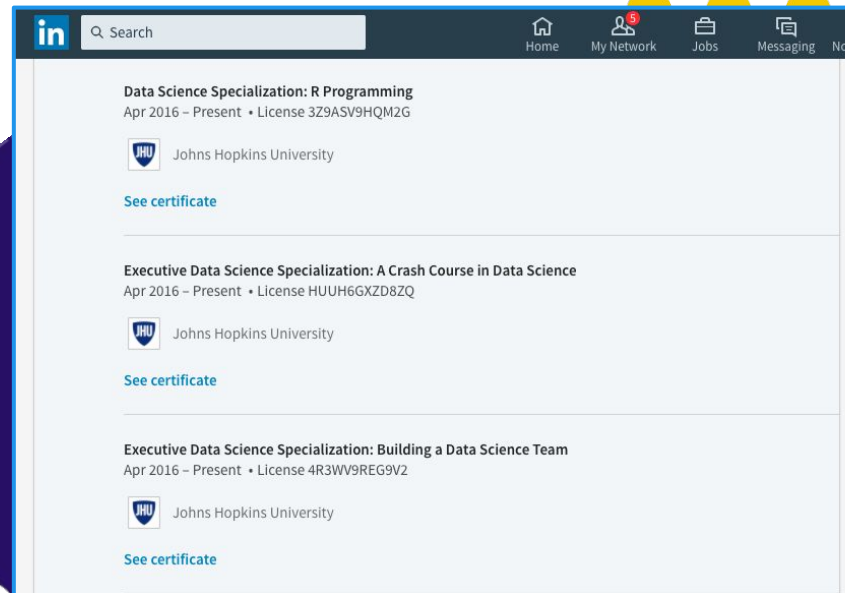 in
Search
5
Home
My Network
Jobs
Messaging
Data Science Specialization: R Programming
Apr 2016 – Present • License 3Z9ASV9HQM2G
JHU
Johns Hopkins University
See certificate
Executive Data Science Specialization: A Crash Course in Data Science
Apr 2016 – Present • License HUUH6GXZD8ZQ
JHU
Johns Hopkins University
See certificate
Executive Data Science Specialization: Building a Data Science Team
Apr 2016 – Present • License 4R3WV9REG9V2
JHU
Johns Hopkins University
See certificate